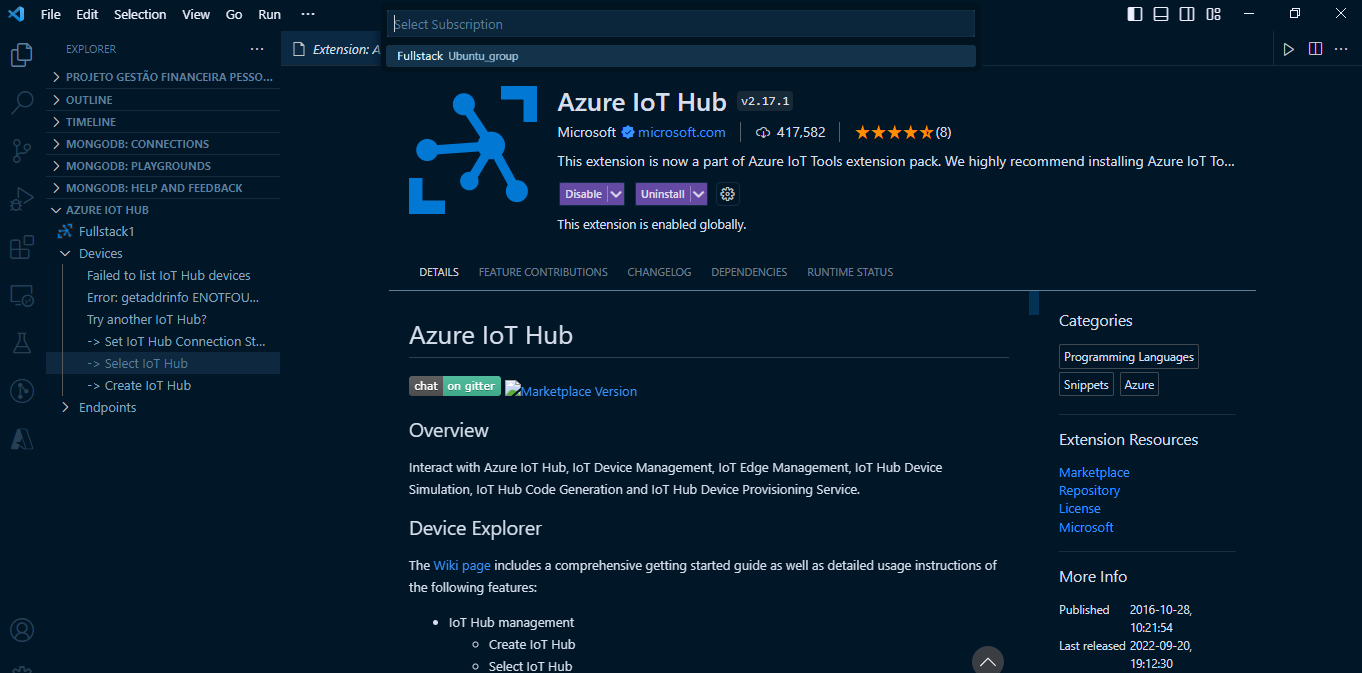 File Edit Selection View Go Run ···
Select Subscription
Fullstack Ubuntu_group
EXPLORER ···
Extension: A
PROJETO GESTÃO FINANCEIRA PESSO...
OUTLINE
TIMELINE
MONGODB: CONNECTIONS
MONGODB: PLAYGROUNDS
MONGODB: HELP AND FEEDBACK
AZURE IOT HUB
Fullstack1
Devices
Failed to list IoT Hub devices
Error: getaddrinfo ENOTFOU...
Try another IoT Hub?
-> Set IoT Hub Connection St...
-> Select IoT Hub
-> Create IoT Hub
Endpoints
Azure IoT Hub v2.17.1
Microsoft microsoft.com 417,582 (8)
This extension is now a part of Azure IoT Tools extension pack. We highly recommend installing Azure IoT To...
Disable Uninstall
This extension is enabled globally.
DETAILS FEATURE CONTRIBUTIONS CHANGELOG DEPENDENCIES RUNTIME STATUS
Azure IoT Hub
chat on gitter Marketplace Version
Overview
Interact with Azure IoT Hub, IoT Device Management, IoT Edge Management, IoT Hub Device
Simulation, IoT Hub Code Generation and IoT Hub Device Provisioning Service.
Device Explorer
The Wiki page includes a comprehensive getting started guide as well as detailed usage instructions of
the following features:
• IoT Hub management
○ Create IoT Hub
○ Select IoT Hub
Categories
Programming Languages
Snippets Azure
Extension Resources
Marketplace
Repository
License
Microsoft
More Info
Published 2016-10-28,
10:21:54
Last released 2022-09-20,
19:12:30